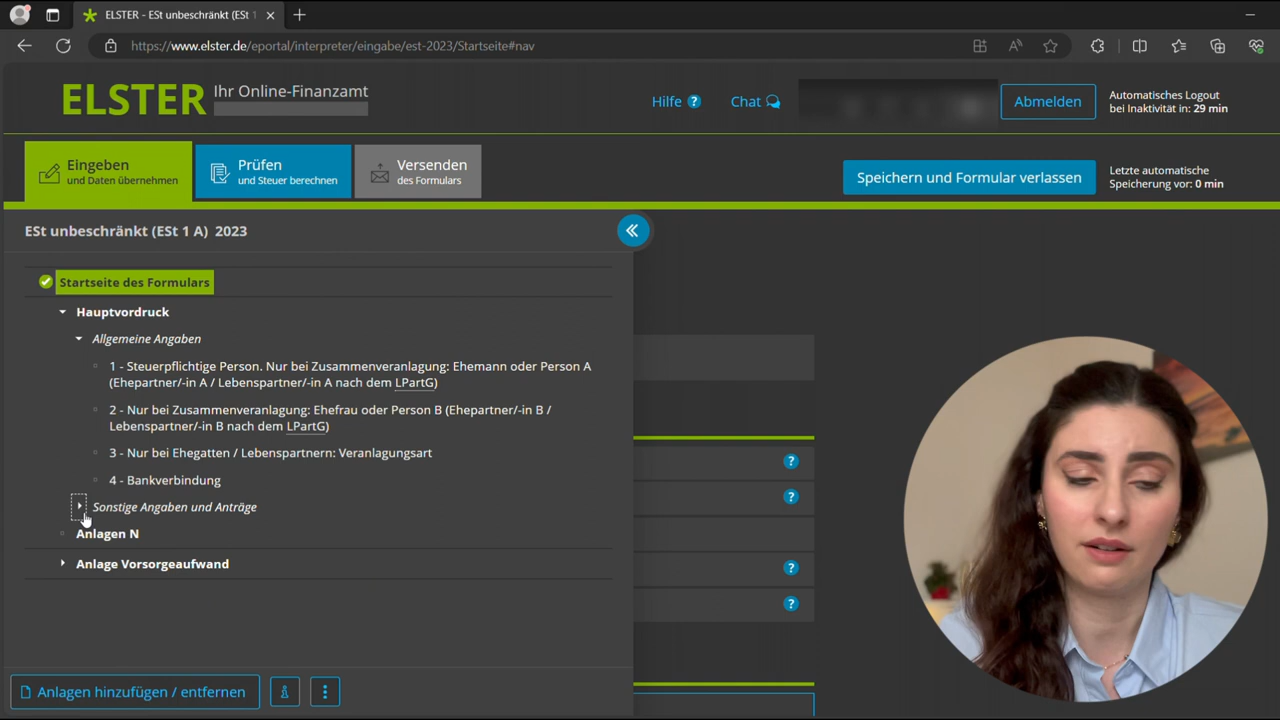 ELSTER - ESt unbeschränkt (ESt 1
https://www.elster.de/eportal/interpreter/eingabe/est-2023/Startseite#nav
ELSTER
Ihr Online-Finanzamt
Hilfe ?
Chat
Abmelden
Automatisches Logout
bei Inaktivität in: 29 min
Eingeben
und Daten übernehmen
Prüfen
und Steuer berechnen
Versenden
des Formulars
Speichern und Formular verlassen
Letzte automatische
Speicherung vor: 0 min
ESt unbeschränkt (ESt 1 A) 2023
Startseite des Formulars
Hauptvordruck
Allgemeine Angaben
1 - Steuerpflichtige Person. Nur bei Zusammenveranlagung: Ehemann oder Person A
(Ehepartner/-in A / Lebenspartner/-in A nach dem LPartG)
2 - Nur bei Zusammenveranlagung: Ehefrau oder Person B (Ehepartner/-in B /
Lebenspartner/-in B nach dem LPartG)
3 - Nur bei Ehegatten / Lebenspartnern: Veranlagungsart
4 - Bankverbindung
Sonstige Angaben und Anträge
Anlagen N
Anlage Vorsorgeaufwand
?
?
?
?
Anlagen hinzufügen / entfernen